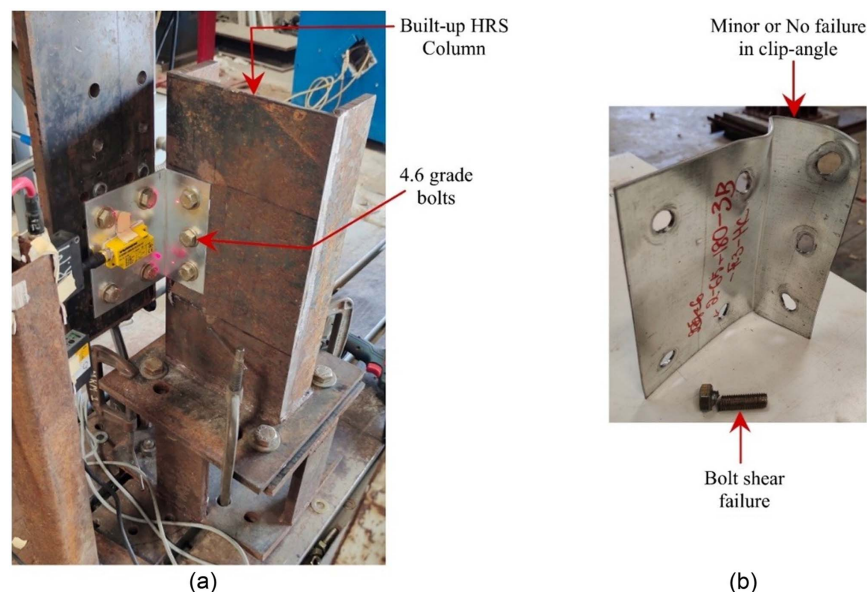 Built-up HRS
Column
4.6 grade
bolts
Minor or No failure
in clip-angle
Bolt shear
failure
(a)
(b)